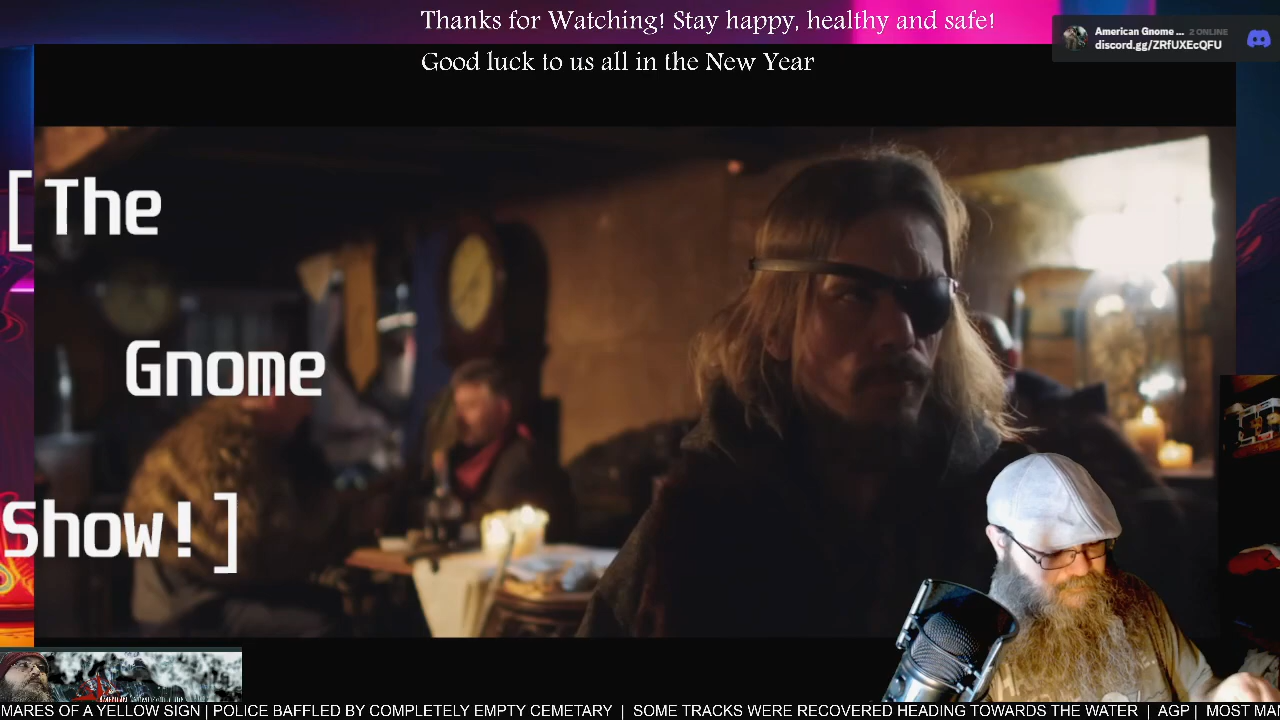 Thanks for Watching! Stay happy, healthy and safe!
Good luck to us all in the New Year
American Gnome ... 2 ONLINE
discord.gg/ZRfUXEcQFU
[The
Gnome
Show!]
MARES OF A YELLOW SIGN | POLICE BAFFLED BY COMPLETELY EMPTY CEMETARY | SOME TRACKS WERE RECOVERED HEADING TOWARDS THE WATER | AGP | MOST MAN